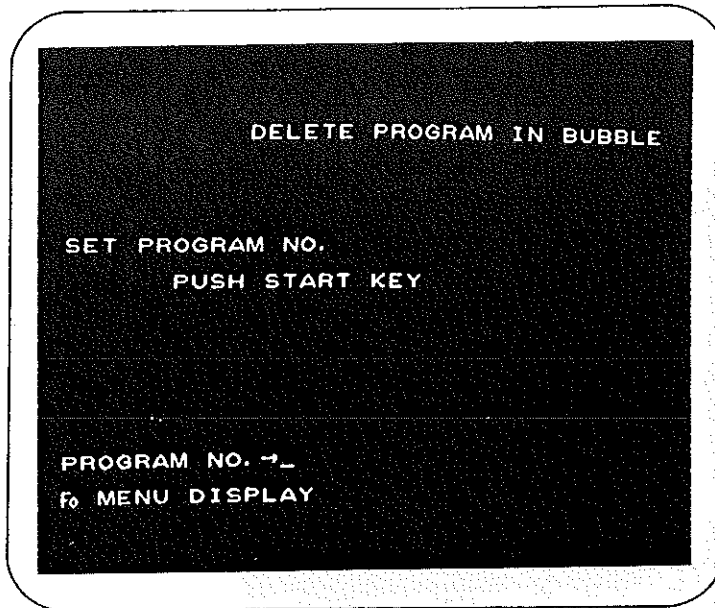 DELETE PROGRAM IN BUBBLE
SET PROGRAM NO.
PUSH START KEY
PROGRAM NO. →_
F0 MENU DISPLAY